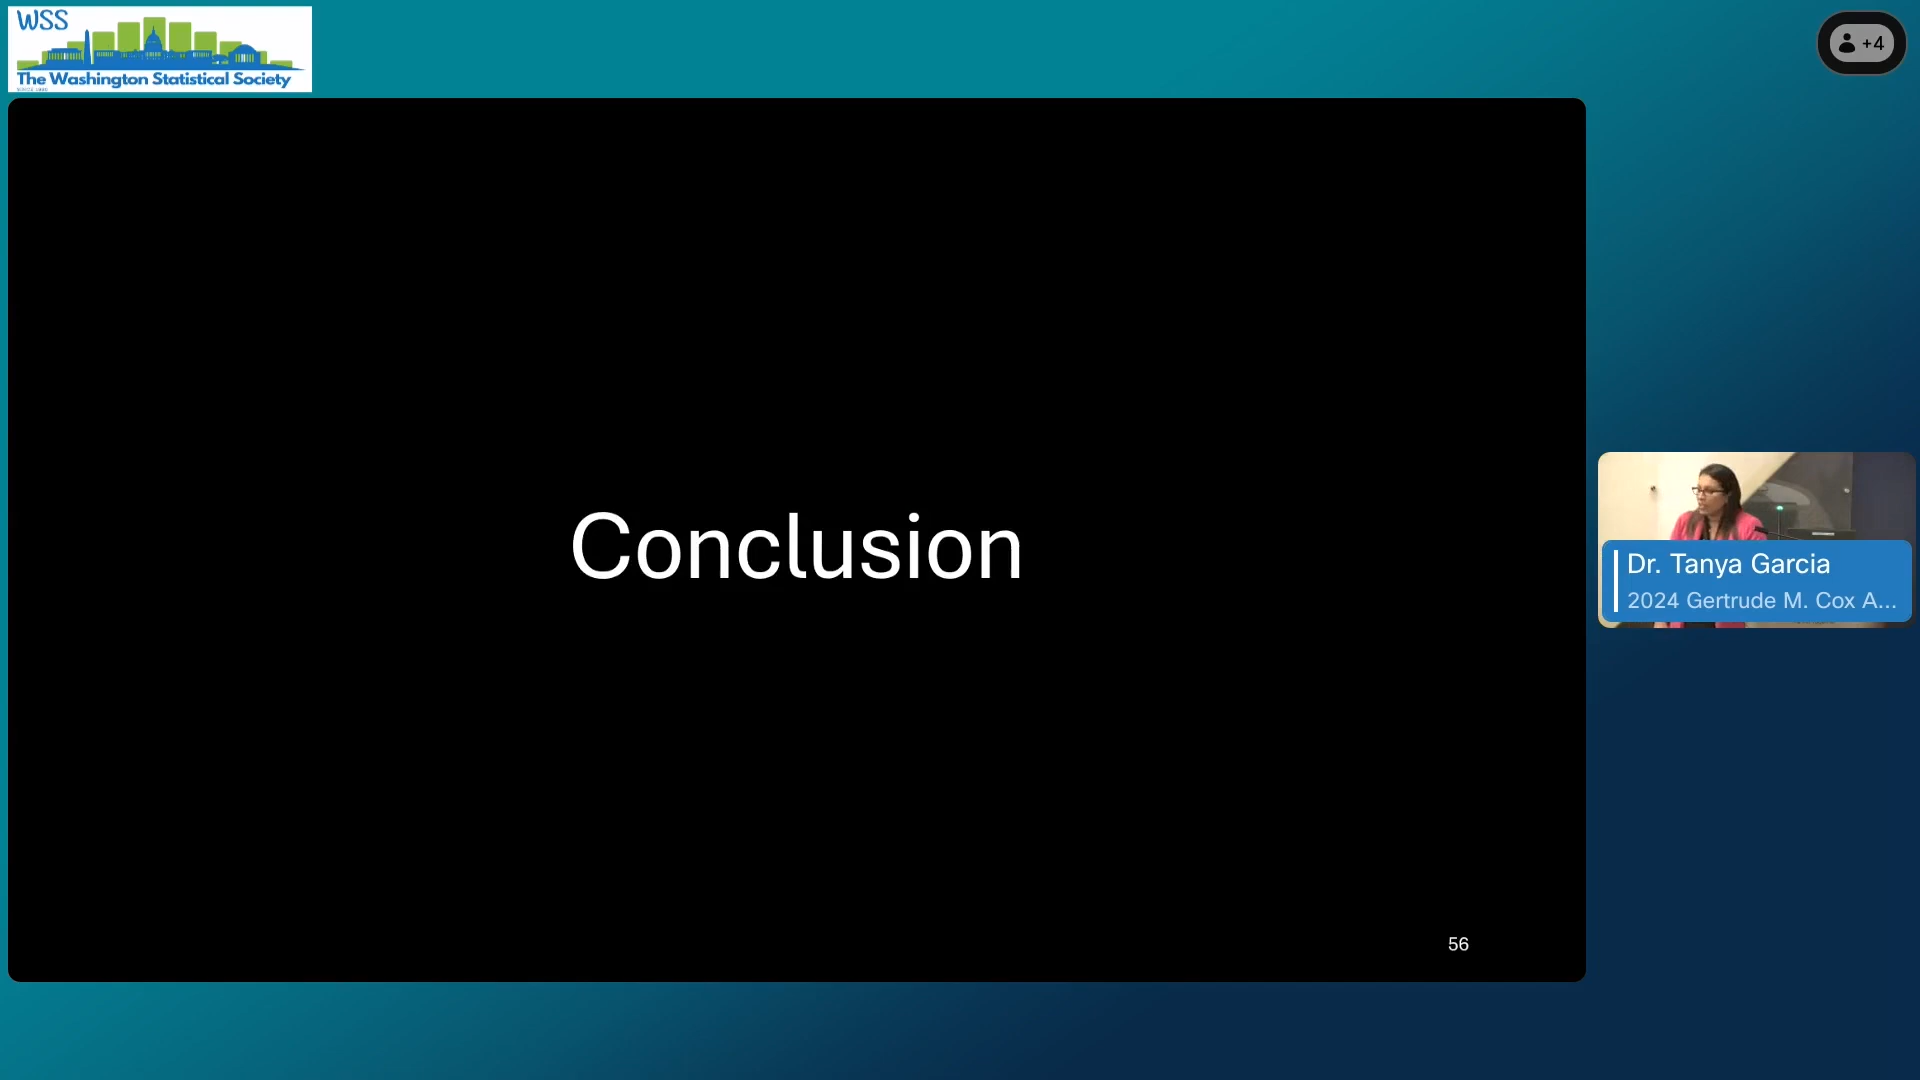 WSS
The Washington Statistical Society
+4
Conclusion
Dr. Tanya Garcia
2024 Gertrude M. Cox A...
56